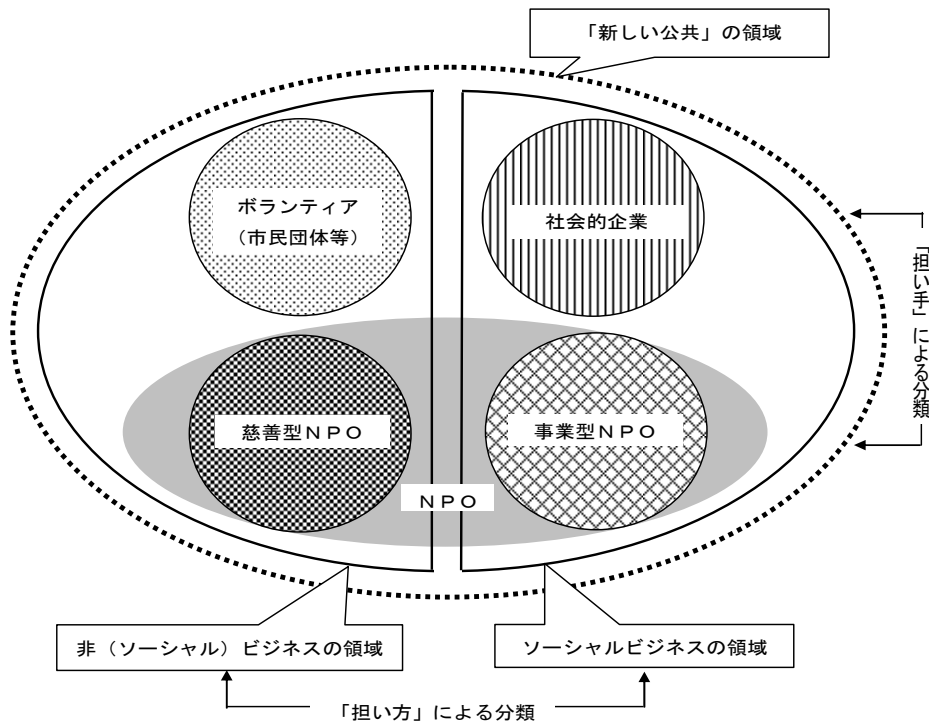 「新しい公共」の領域
ボランティア
（市民団体等）
社会的企業
「担い手」による分類
慈善型ＮＰＯ
事業型ＮＰＯ
ＮＰＯ
非（ソーシャル）ビジネスの領域
ソーシャルビジネスの領域
「担い方」による分類